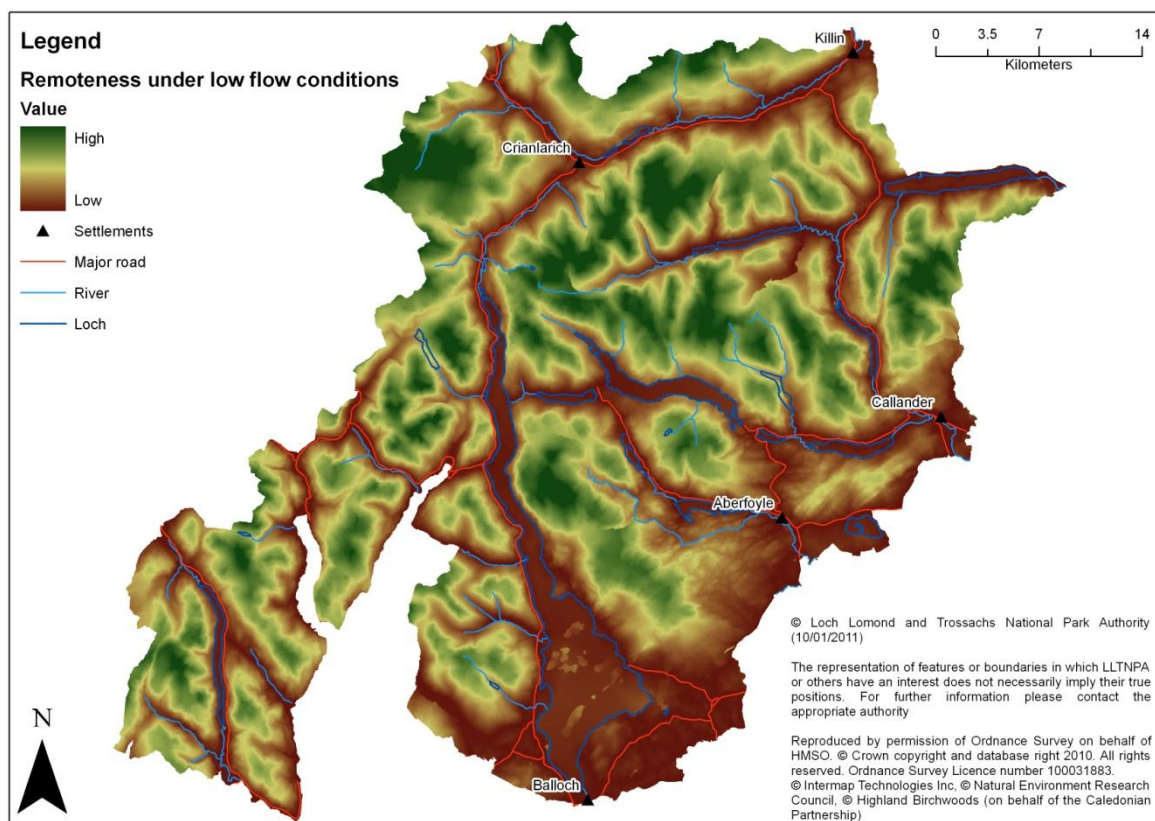 Legend
Remoteness under low flow conditions
Value
High
Low
Settlements
Major road
River
Loch
Killin
0 3.5 7 14
Kilometers
Crianlarich
Callander
Aberfoyle
Balloch
N
© Loch Lomond and Trossachs National Park Authority
(10/01/2011)
The representation of features or boundaries in which LLTNPA
or others have an interest does not necessarily imply their true
positions. For further information please contact the
appropriate authority
Reproduced by permission of Ordnance Survey on behalf of
HMSO. © Crown copyright and database right 2010. All rights
reserved. Ordnance Survey Licence number 100031883.
© Intermap Technologies Inc, © Natural Environment Research
Council, © Highland Birchwoods (on behalf of the Caledonian
Partnership)